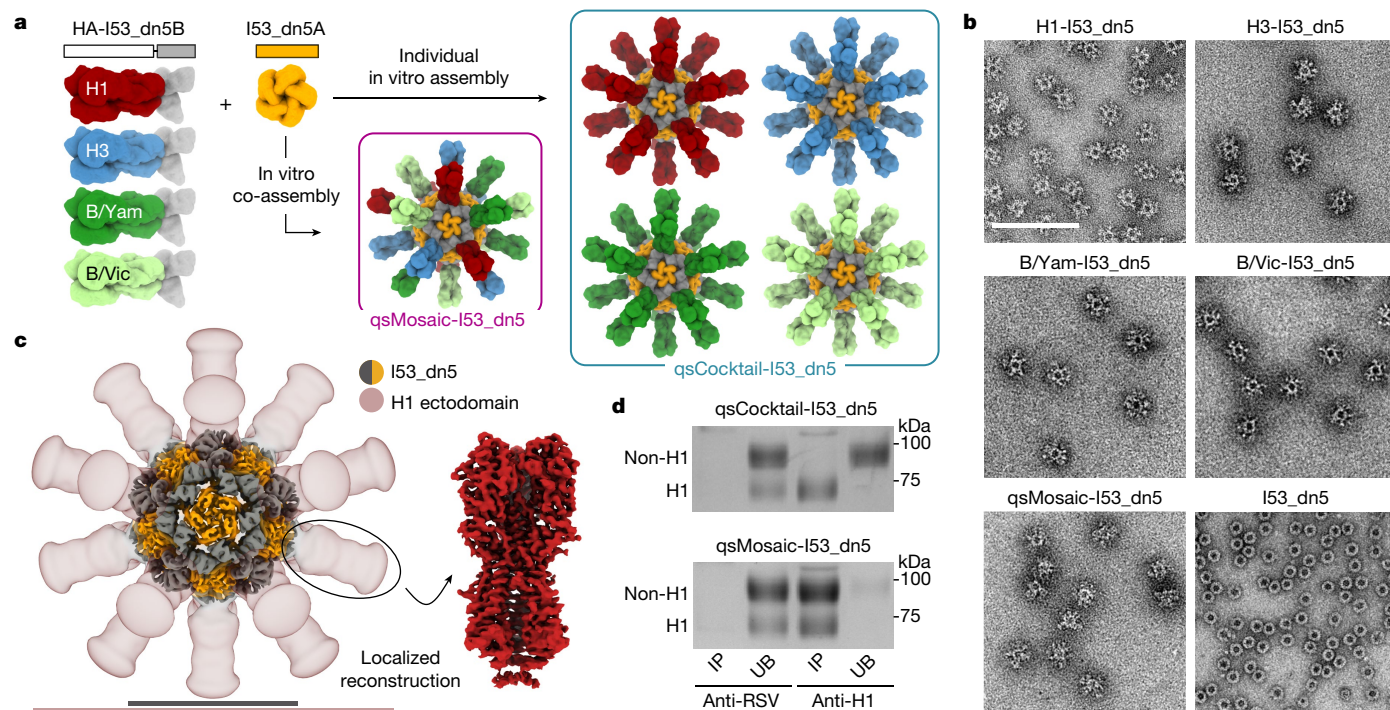 a
HA-I53_dn5B
I53_dn5A
H1
H3
B/Yam
B/Vic
+
Individual
in vitro assembly
In vitro
co-assembly
qsMosaic-I53_dn5
qsCocktail-I53_dn5
b
H1-I53_dn5
H3-I53_dn5
B/Yam-I53_dn5
B/Vic-I53_dn5
qsMosaic-I53_dn5
I53_dn5
c
I53_dn5
H1 ectodomain
Localized
reconstruction
d
qsCocktail-I53_dn5
kDa
Non-H1
100
H1
75
qsMosaic-I53_dn5
kDa
Non-H1
100
H1
75
IP UB IP UB
Anti-RSV Anti-H1